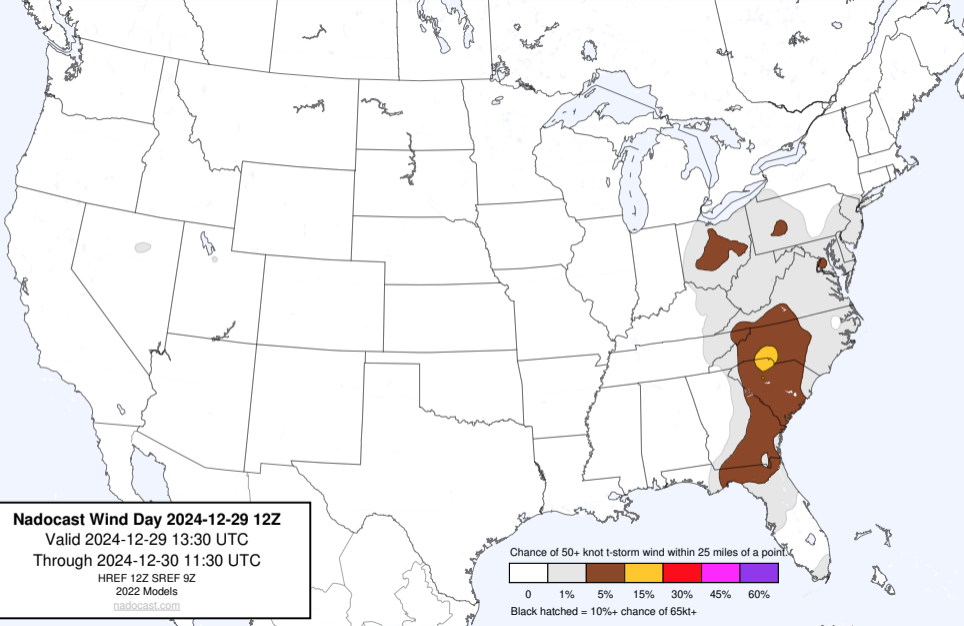 Nadocast Wind Day 2024-12-29 12Z
Valid 2024-12-29 13:30 UTC
Through 2024-12-30 11:30 UTC
HREF 12Z SREF 9Z
2022 Models
nadocast.com
Chance of 50+ knot t-storm wind within 25 miles of a point.
0 1% 5% 15% 30% 45% 60%
Black hatched = 10%+ chance of 65kt+